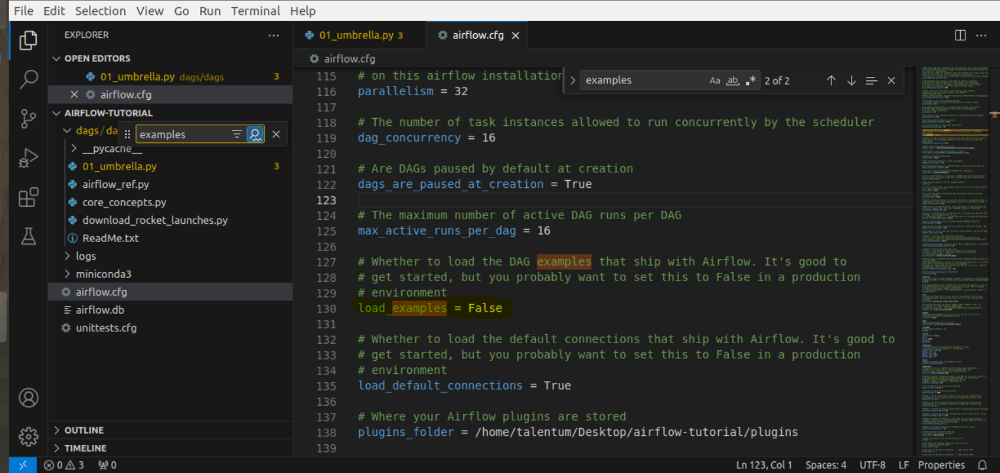 File Edit Selection View Go Run Terminal Help
EXPLORER
OPEN EDITORS
01_umbrella.py dags/dags 3
airflow.cfg
AIRFLOW-TUTORIAL
dags/da
examples
__pycache__
01_umbrella.py 3
airflow_ref.py
core_concepts.py
download_rocket_launches.py
ReadMe.txt
logs
miniconda3
airflow.cfg
airflow.db
unittests.cfg
OUTLINE
TIMELINE
01_umbrella.py 3 airflow.cfg
airflow.cfg
examples Aa ab .* 2 of 2
115 # on this airflow installation
116 parallelism = 32
117
118 # The number of task instances allowed to run concurrently by the scheduler
119 dag_concurrency = 16
120
121 # Are DAGs paused by default at creation
122 dags_are_paused_at_creation = True
123
124 # The maximum number of active DAG runs per DAG
125 max_active_runs_per_dag = 16
126
127 # Whether to load the DAG examples that ship with Airflow. It's good to
128 # get started, but you probably want to set this to False in a production
129 # environment
130 load_examples = False
131
132 # Whether to load the default connections that ship with Airflow. It's good to
133 # get started, but you probably want to set this to False in a production
134 # environment
135 load_default_connections = True
136
137 # Where your Airflow plugins are stored
138 plugins_folder = /home/talentum/Desktop/airflow-tutorial/plugins
139
0 3 0 Ln 123, Col 1 Spaces: 4 UTF-8 LF Properties